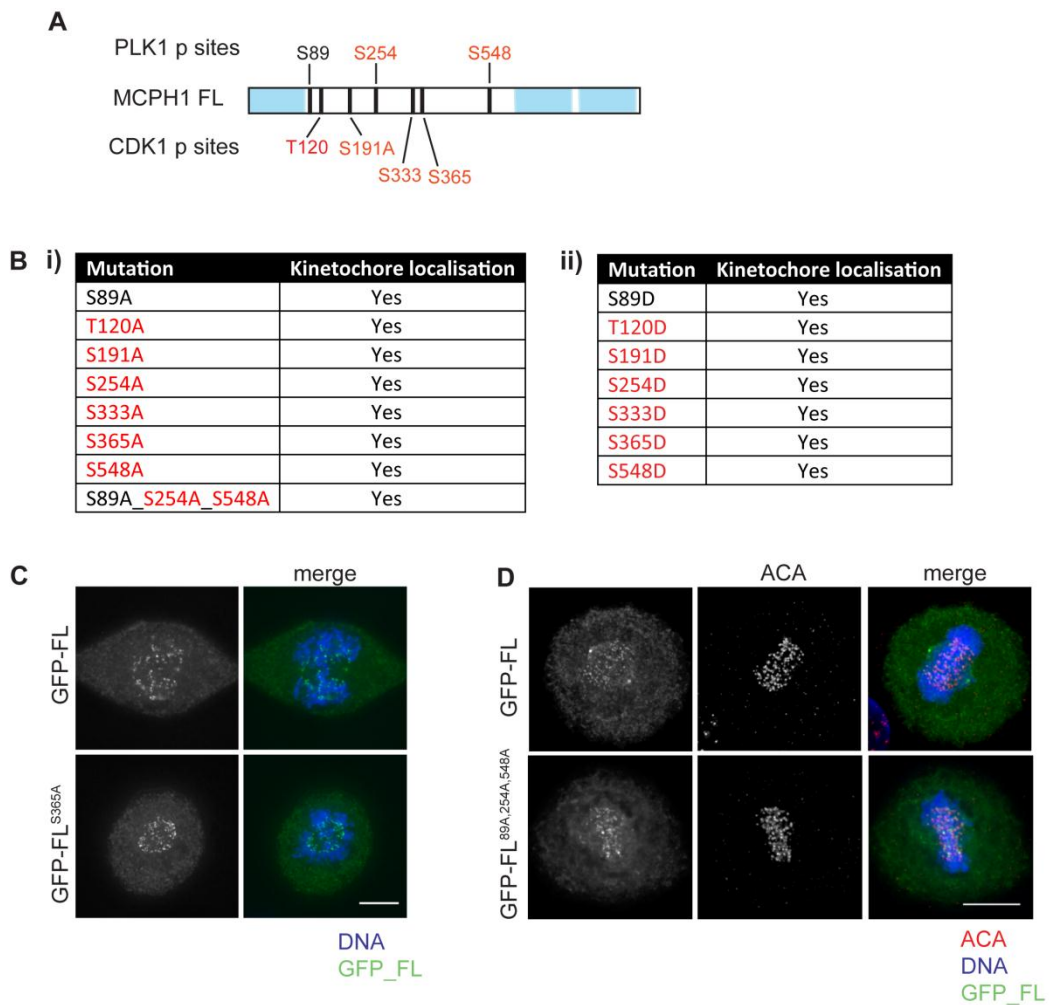 A
PLK1 p sites
S89 S254 S548
MCPH1 FL
CDK1 p sites
T120 S191A S333 S365
B i)
Mutation Kinetochore localisation
S89A Yes
T120A Yes
S191A Yes
S254A Yes
S333A Yes
S365A Yes
S548A Yes
S89A_S254A_S548A Yes
ii)
Mutation Kinetochore localisation
S89D Yes
T120D Yes
S191D Yes
S254D Yes
S333D Yes
S365D Yes
S548D Yes
C
merge
GFP-FL
GFP-FL S365A
DNA
GFP_FL
D
ACA merge
GFP-FL
GFP-FL 89A,254A,548A
ACA
DNA
GFP_FL